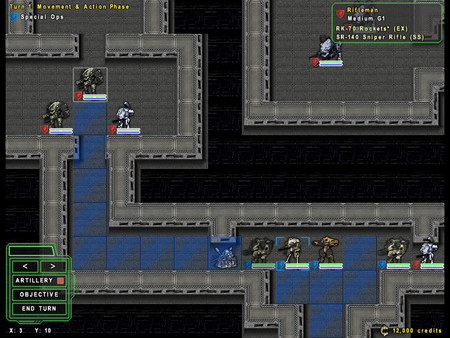 Turn 1 Movement & Action Phase
Special Ops
Rifleman
Medium, G1
RK-70 Rockets* (EX)
SR-140 Sniper Rifle (SS)
< >
ARTILLERY
OBJECTIVE
END TURN
X: 3 Y: 10
12,000 credits